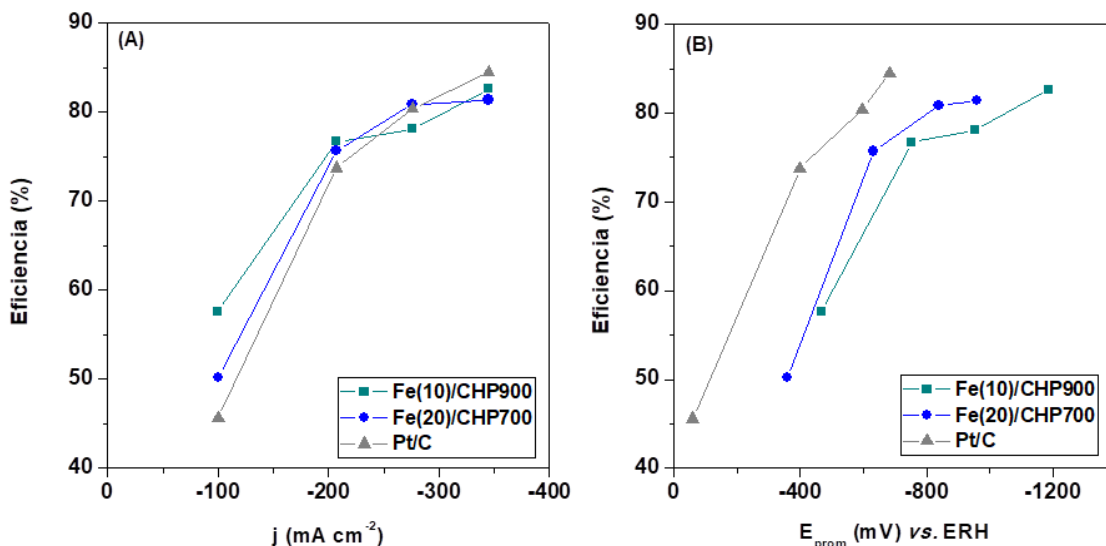 (A)
Eficiencia (%)
90
80
70
60
50
40
0
-100
-200
-300
-400
j (mA cm-2)
Fe(10)/CHP900
Fe(20)/CHP700
Pt/C
(B)
Eficiencia (%)
90
80
70
60
50
40
0
-400
-800
-1200
Eprom (mV) vs. ERH
Fe(10)/CHP900
Fe(20)/CHP700
Pt/C